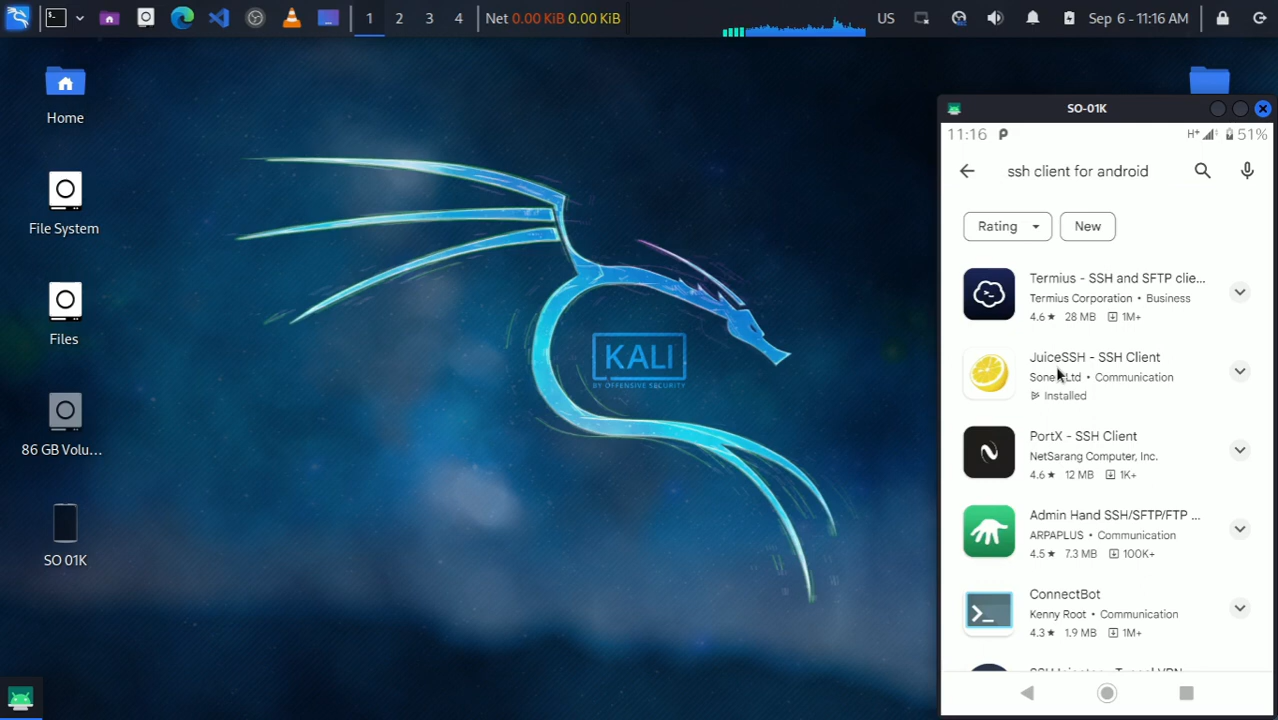 1 2 3 4 Net 0.00 KiB 0.00 KiB US Sep 6 - 11:16 AM
Home
File System
Files
86 GB Volu...
SO 01K
KALI
BY OFFENSIVE SECURITY
SO-01K
11:16 H+ 51%
ssh client for android
Rating New
Termius - SSH and SFTP clie...
Termius Corporation • Business
4.6★ 28 MB 1M+
JuiceSSH - SSH Client
Ltd • Communication
Installed
PortX - SSH Client
NetSarang Computer, Inc.
4.6★ 12 MB 1K+
Admin Hand SSH/SFTP/FTP ...
ARPAPLUS • Communication
4.5★ 7.3 MB 100K+
ConnectBot
Kenny Root • Communication
4.3★ 1.9 MB 1M+